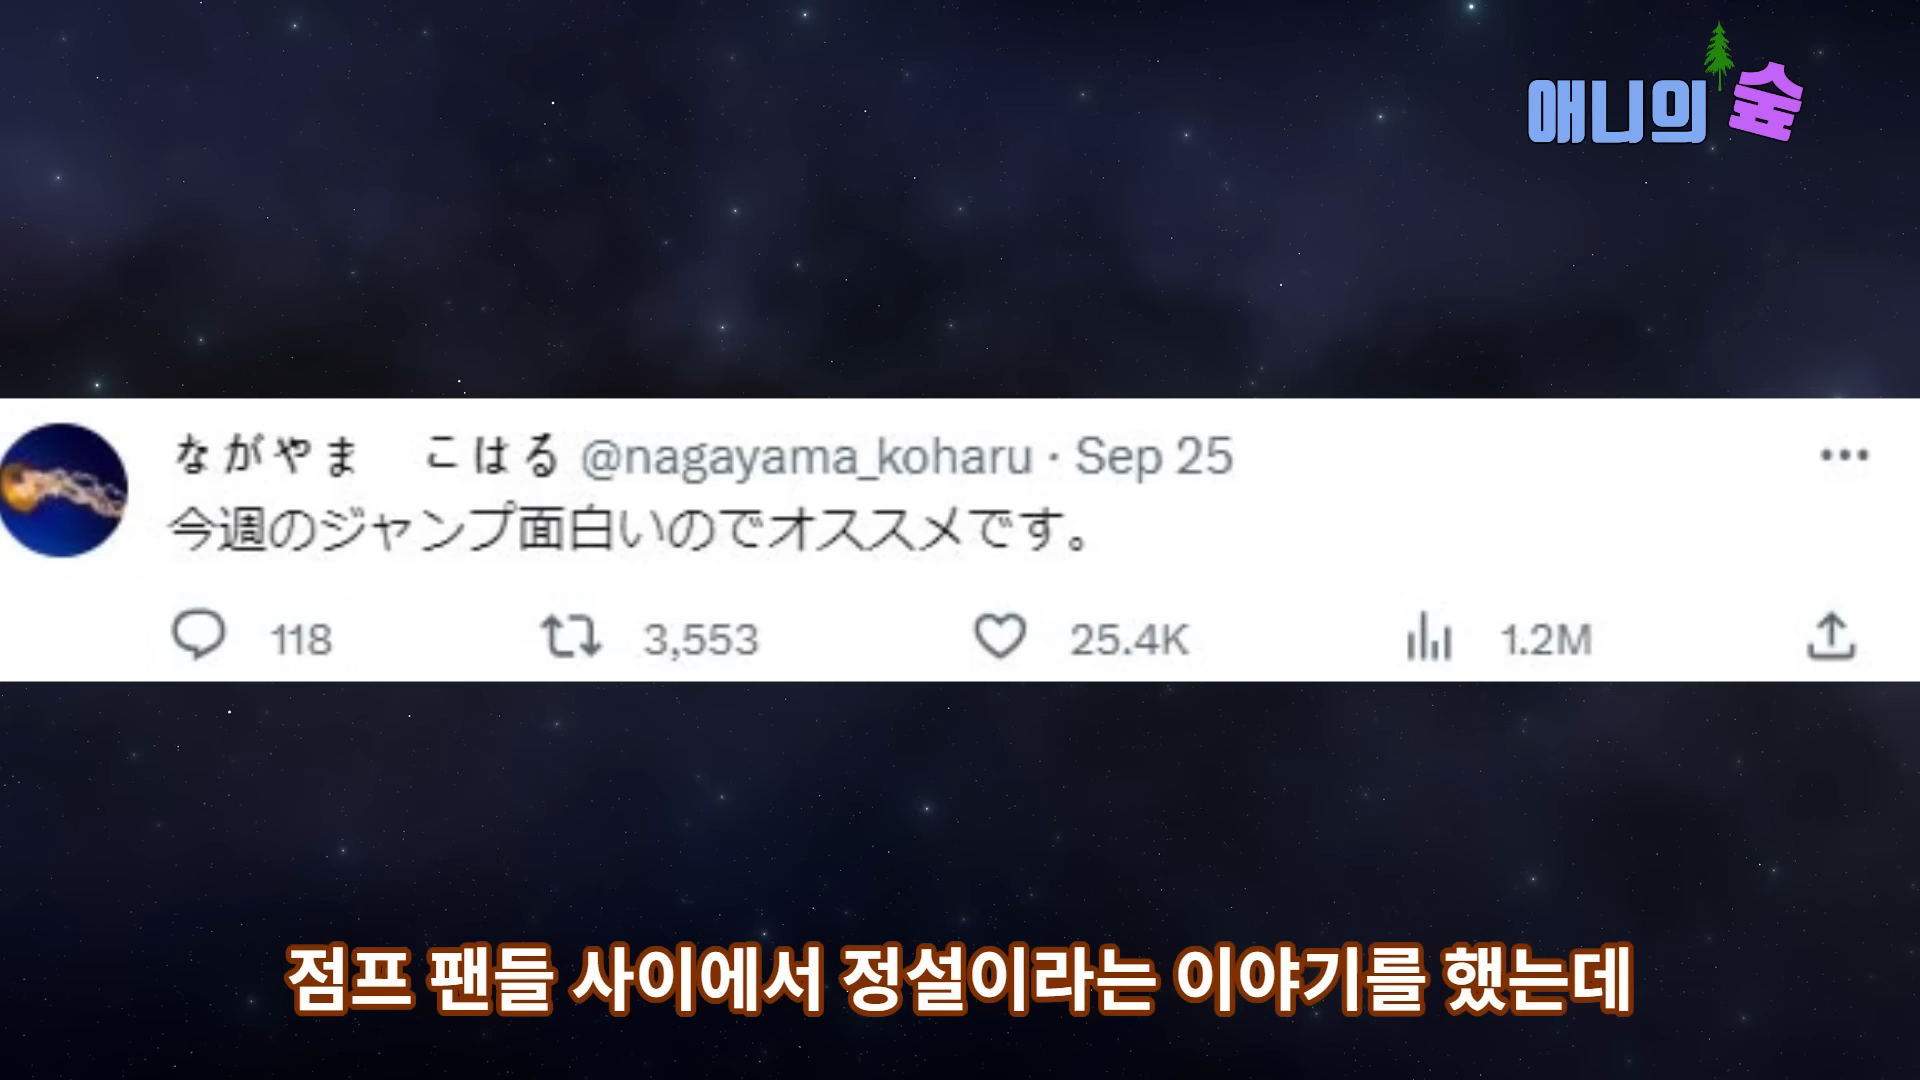 애니의 숲
ながやま　こはる @nagayama_koharu · Sep 25
今週のジャンプ面白いのでオススメです。
118 3,553 25.4K 1.2M
점프 팬들 사이에서 정설이라는 이야기를 했는데